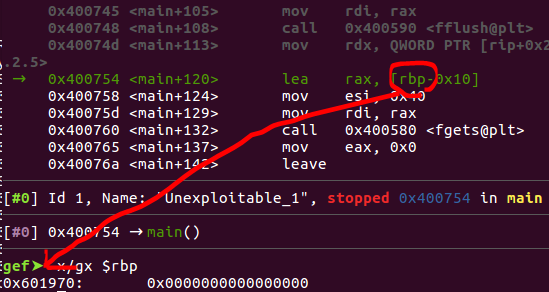 0x400745 <main+105> mov rdi, rax
0x400748 <main+108> call 0x400590 <fflush@plt>
0x40074d <main+113> mov rdx, QWORD PTR [rip+0x2
.2.5>
→ 0x400754 <main+120> lea rax, [rbp-0x10]
0x400758 <main+124> mov esi, 0x40
0x40075d <main+129> mov rdi, rax
0x400760 <main+132> call 0x400580 <fgets@plt>
0x400765 <main+137> mov eax, 0x0
0x40076a <main+142> leave
[#0] Id 1, Name: "Unexploitable_1", stopped 0x400754 in main
[#0] 0x400754 → main()
gef➤ x/gx $rbp
0x601970: 0x0000000000000000